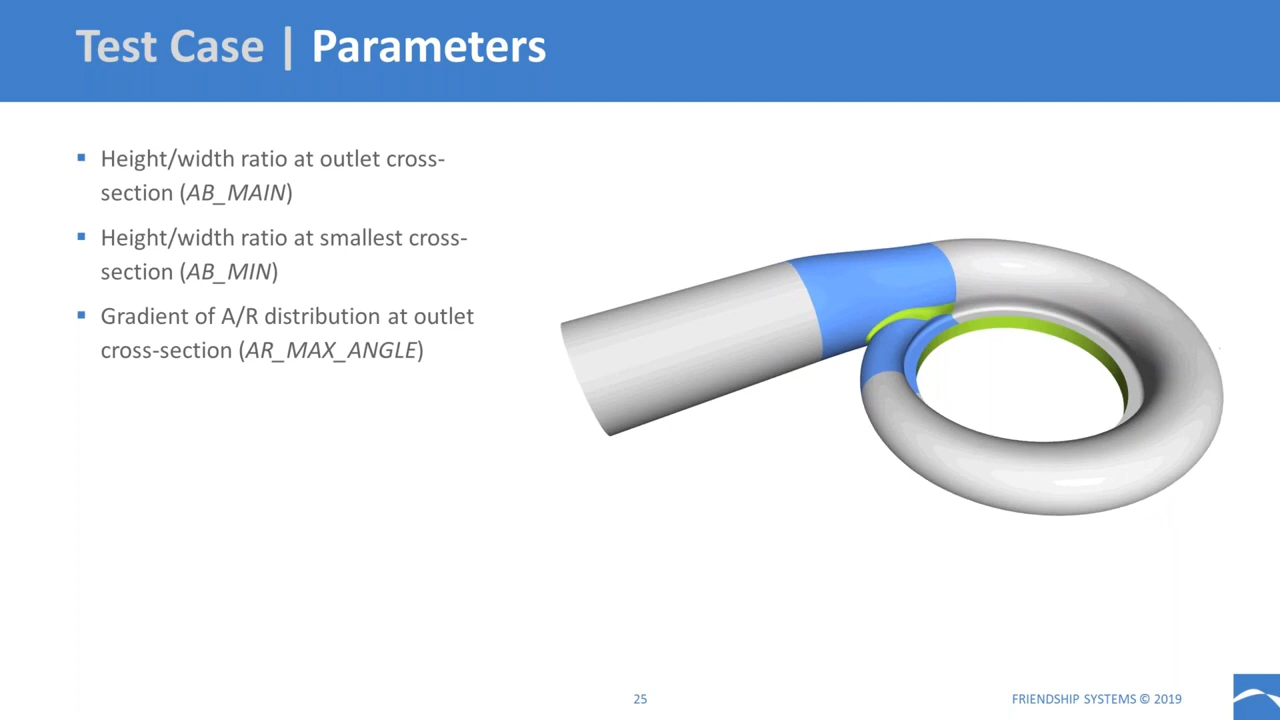 Test Case | Parameters
▪ Height/width ratio at outlet cross-
section (AB_MAIN)
▪ Height/width ratio at smallest cross-
section (AB_MIN)
▪ Gradient of A/R distribution at outlet
cross-section (AR_MAX_ANGLE)
25
FRIENDSHIP SYSTEMS © 2019